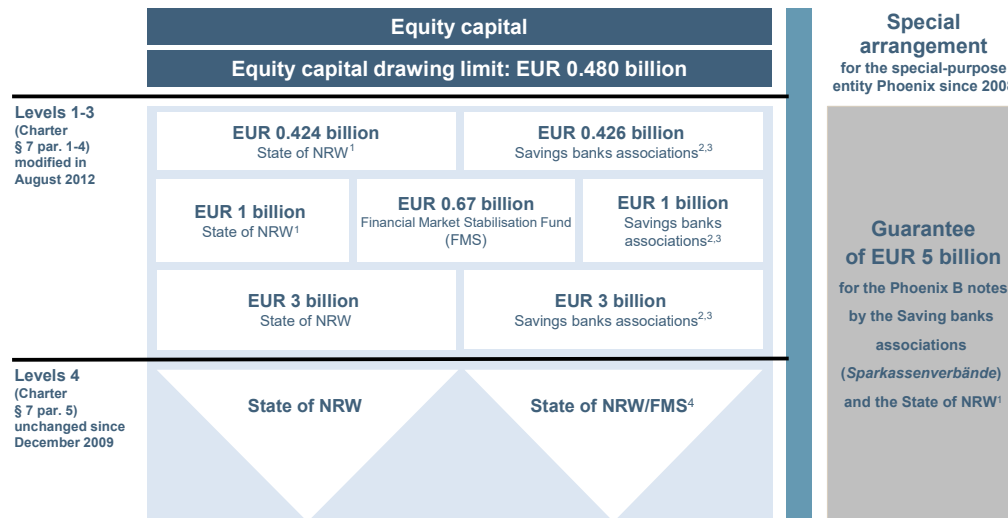 Equity capital
Equity capital drawing limit: EUR 0.480 billion
Levels 1-3
(Charter
§ 7 par. 1-4)
modified in
August 2012
EUR 0.424 billion
State of NRW¹
EUR 0.426 billion
Savings banks associations²,³
EUR 1 billion
State of NRW¹
EUR 0.67 billion
Financial Market Stabilisation Fund
(FMS)
EUR 1 billion
Savings banks
associations²,³
EUR 3 billion
State of NRW
EUR 3 billion
Savings banks associations²,³
Levels 4
(Charter
§ 7 par. 5)
unchanged since
December 2009
State of NRW
State of NRW/FMS⁴
Special
arrangement
for the special-purpose
entity Phoenix since
Guarantee
of EUR 5 billion
for the Phoenix B notes
by the Saving banks
associations
(Sparkassenverbände)
and the State of NRW¹